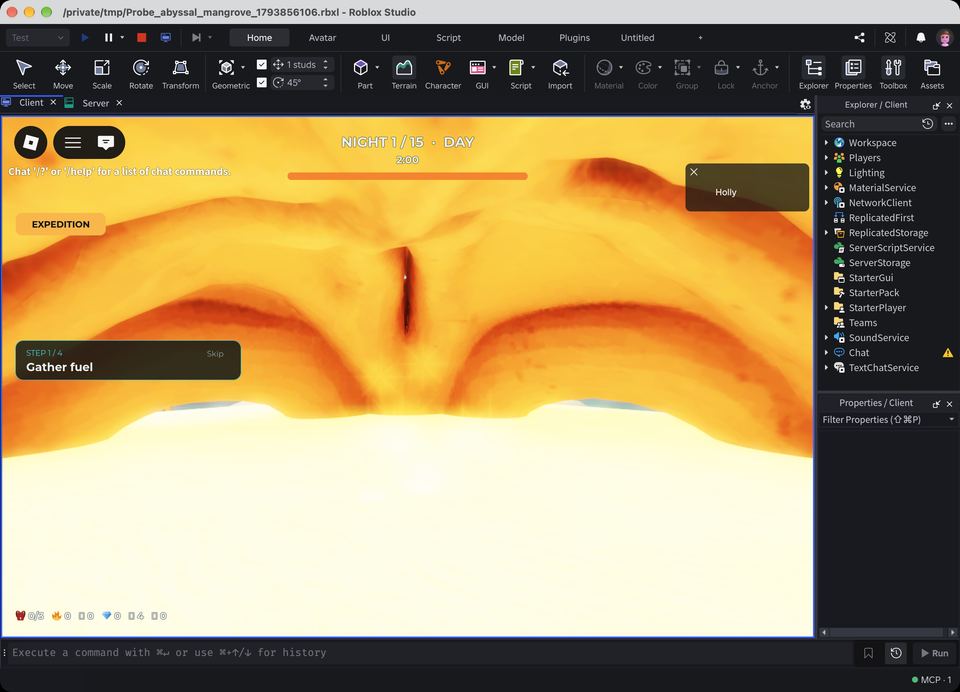 /private/tmp/Probe_abyssal_mangrove_1793856106.rbxl - Roblox Studio
Test
Home
Avatar
UI
Script
Model
Plugins
Untitled
+
1 studs
45°
Select
Move
Scale
Rotate
Transform
Geometric
Part
Terrain
Character
GUI
Script
Import
Material
Color
Group
Lock
Anchor
Explorer
Properties
Toolbox
Assets
Client
Server
Explorer / Client
Search
Workspace
Players
Lighting
MaterialService
NetworkClient
ReplicatedFirst
ReplicatedStorage
ServerScriptService
ServerStorage
StarterGui
StarterPack
StarterPlayer
Teams
SoundService
Chat
TextChatService
Properties / Client
Filter Properties (⇧⌘P)
NIGHT 1 / 15 · DAY
2:00
Chat '/?' or '/help' for a list of chat commands.
Holly
EXPEDITION
STEP 1 / 4
Skip
Gather fuel
0/5 0 0 0 4 0
Execute a command with ⌘↵ or use ⌘+↑/↓ for history
Run
MCP · 1